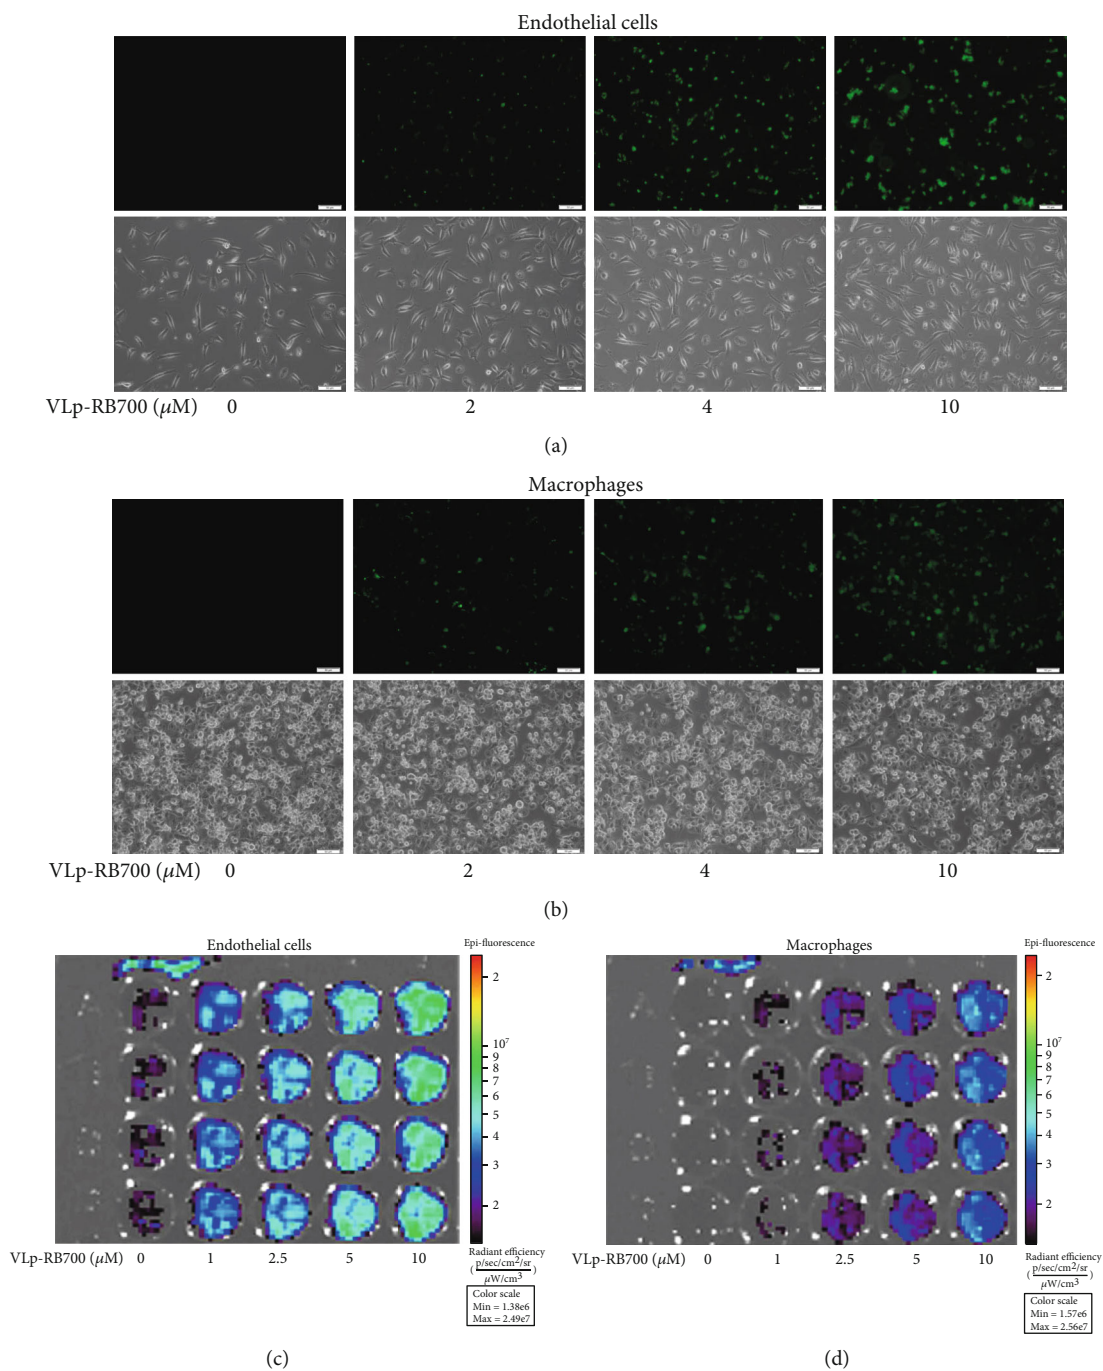 Endothelial cells
VLp-RB700 (μM) 0 2 4 10
(a)
Macrophages
VLp-RB700 (μM) 0 2 4 10
(b)
Endothelial cells
Epi-fluorescence
2
10⁷
9
8
7
6
5
4
3
2
VLp-RB700 (μM) 0 1 2.5 5 10
Radiant efficiency
(p/sec/cm²/sr
μW/cm³)
Color scale
Min = 1.38e6
Max = 2.49e7
(c)
Macrophages
Epi-fluorescence
2
10⁷
9
8
7
6
5
4
3
2
VLp-RB700 (μM) 0 1 2.5 5 10
Radiant efficiency
(p/sec/cm²/sr
μW/cm³)
Color scale
Min = 1.57e6
Max = 2.56e7
(d)